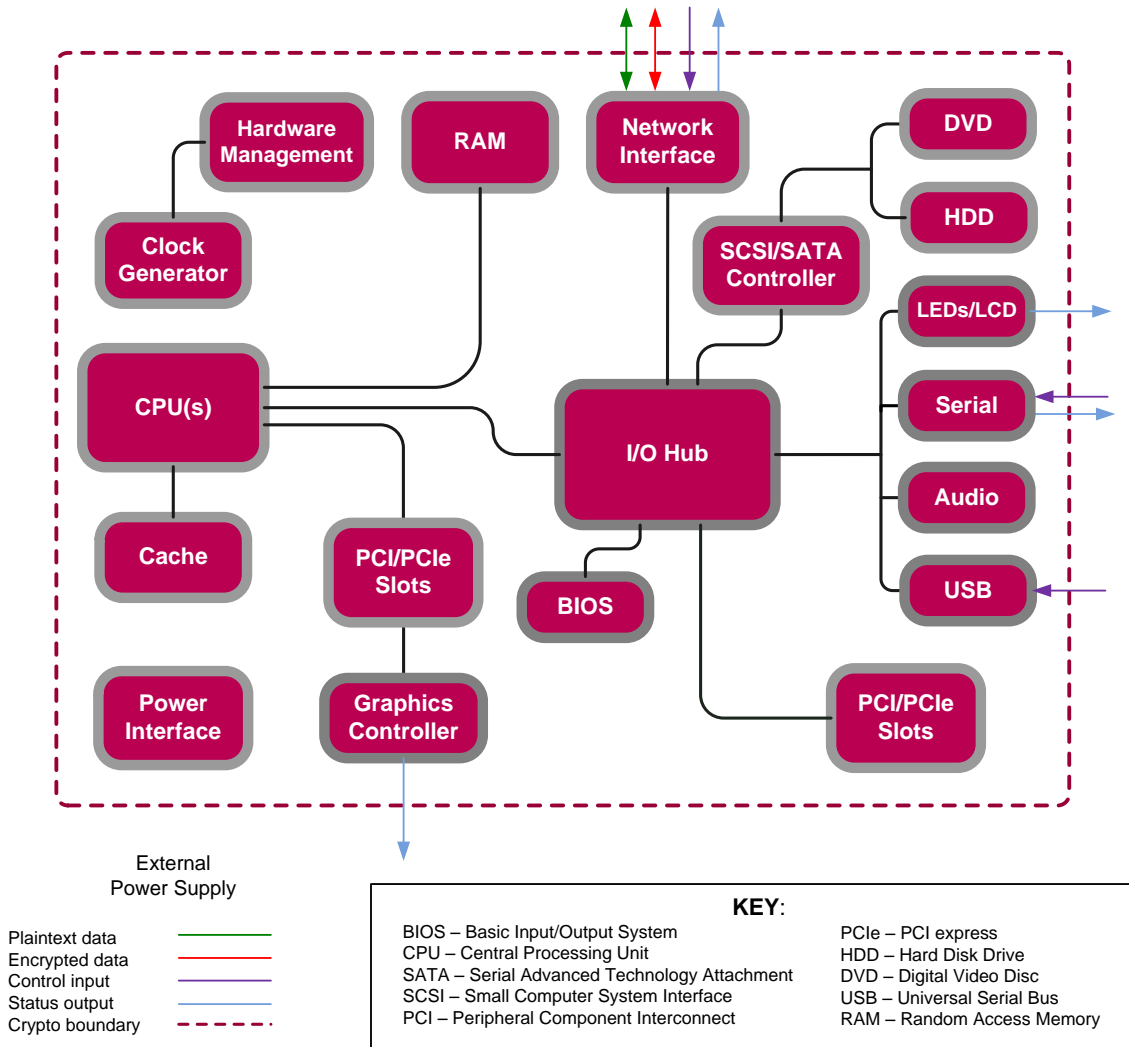 Hardware
Management
RAM
Network
Interface
DVD
HDD
Clock
Generator
SCSI/SATA
Controller
LEDs/LCD
CPU(s)
I/O Hub
Serial
Audio
Cache
PCI/PCIe
Slots
BIOS
USB
Power
Interface
Graphics
Controller
PCI/PCIe
Slots
External
Power Supply
Plaintext data
Encrypted data
Control input
Status output
Crypto boundary
KEY:
BIOS – Basic Input/Output System
CPU – Central Processing Unit
SATA – Serial Advanced Technology Attachment
SCSI – Small Computer System Interface
PCI – Peripheral Component Interconnect
PCIe – PCI express
HDD – Hard Disk Drive
DVD – Digital Video Disc
USB – Universal Serial Bus
RAM – Random Access Memory